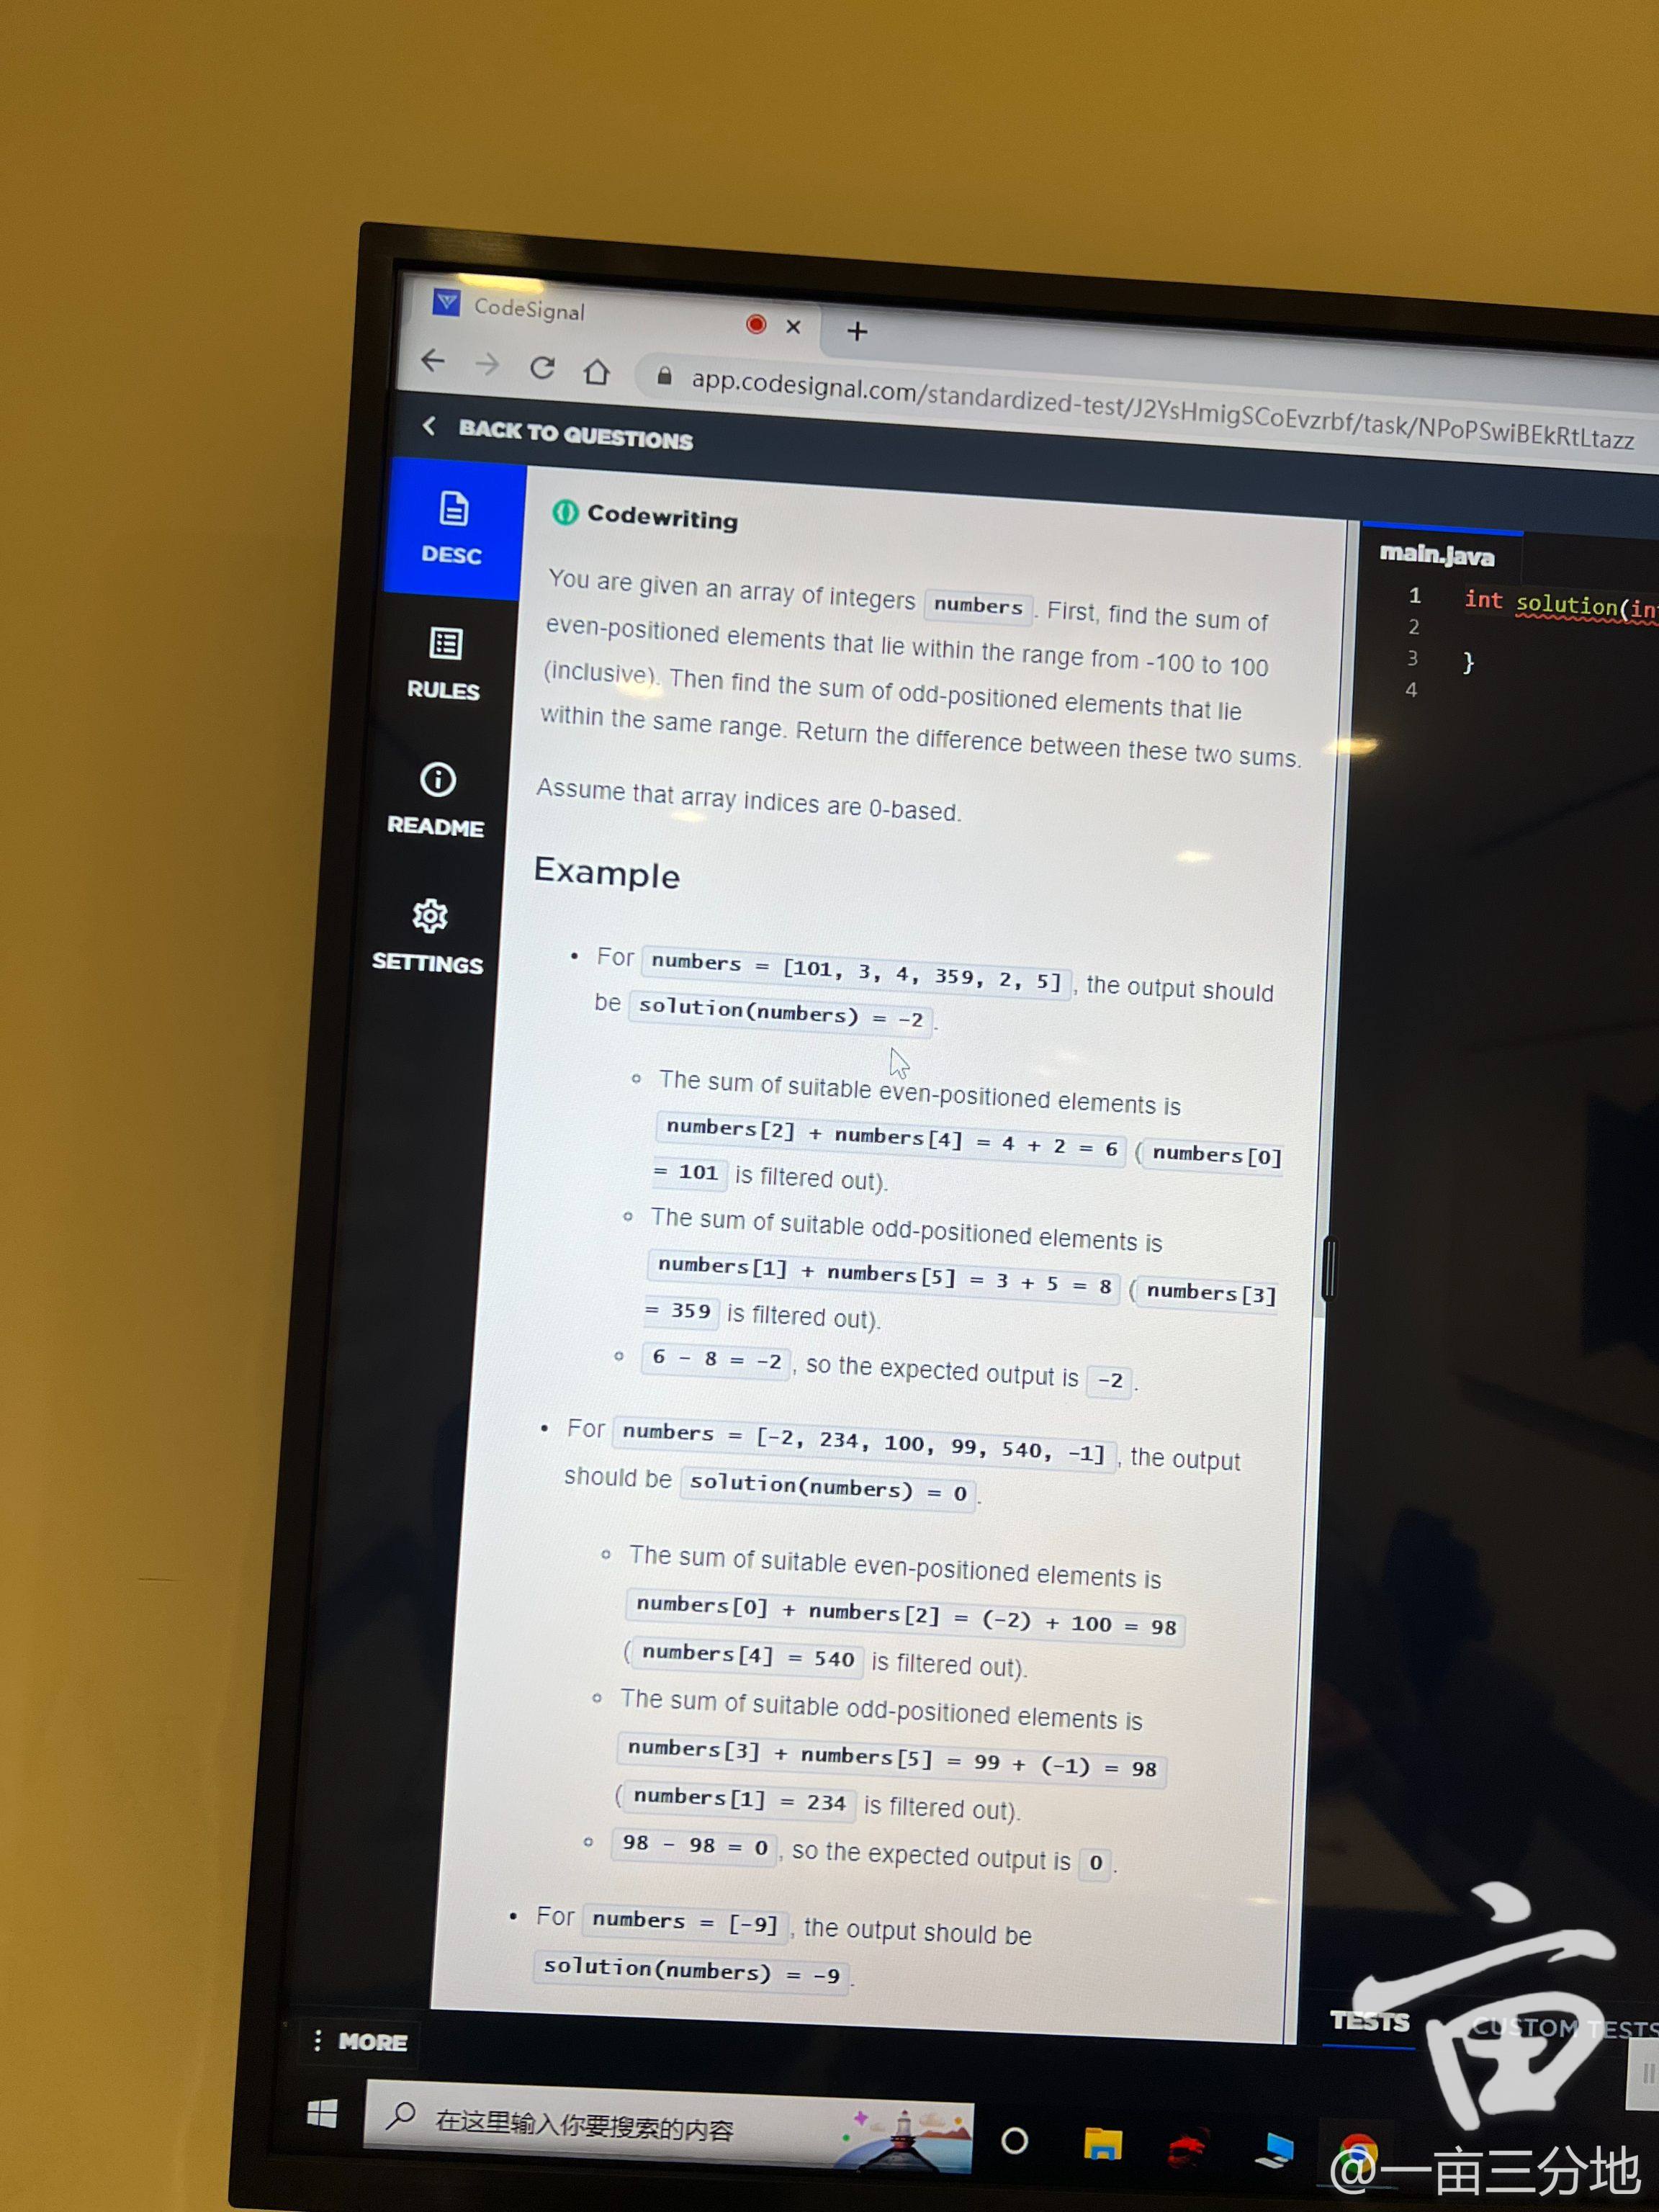 CodeSignal
app.codesignal.com/standardized-test/J2YsHmigSCoEvzrbf/task/NPoPSwiBEkRtLtazz
BACK TO QUESTIONS
DESC
RULES
README
SETTINGS
Codewriting
You are given an array of integers numbers. First, find the sum of
even-positioned elements that lie within the range from -100 to 100
(inclusive). Then find the sum of odd-positioned elements that lie
within the same range. Return the difference between these two sums.
Assume that array indices are 0-based.
Example
• For numbers = [101, 3, 4, 359, 2, 5], the output should
be solution(numbers) = -2.
The sum of suitable even-positioned elements is
numbers[2] + numbers[4] = 4 + 2 = 6 (numbers[0]
= 101 is filtered out).
The sum of suitable odd-positioned elements is
numbers[1] + numbers[5] = 3 + 5 = 8 (numbers[3]
= 359 is filtered out).
6 - 8 = -2, so the expected output is -2.
• For numbers = [-2, 234, 100, 99, 540, -1], the output
should be solution(numbers) = 0.
The sum of suitable even-positioned elements is
numbers[0] + numbers[2] = (-2) + 100 = 98
(numbers[4] = 540 is filtered out).
The sum of suitable odd-positioned elements is
numbers[3] + numbers[5] = 99 + (-1) = 98
(numbers[1] = 234 is filtered out).
98 - 98 = 0, so the expected output is 0.
• For numbers = [-9], the output should be
solution(numbers) = -9.
main.java
1 int solution(in
2
3 }
4
TESTS
CUSTOM TESTS
MORE
在这里输入你要搜索的内容
亩
@一亩三分地